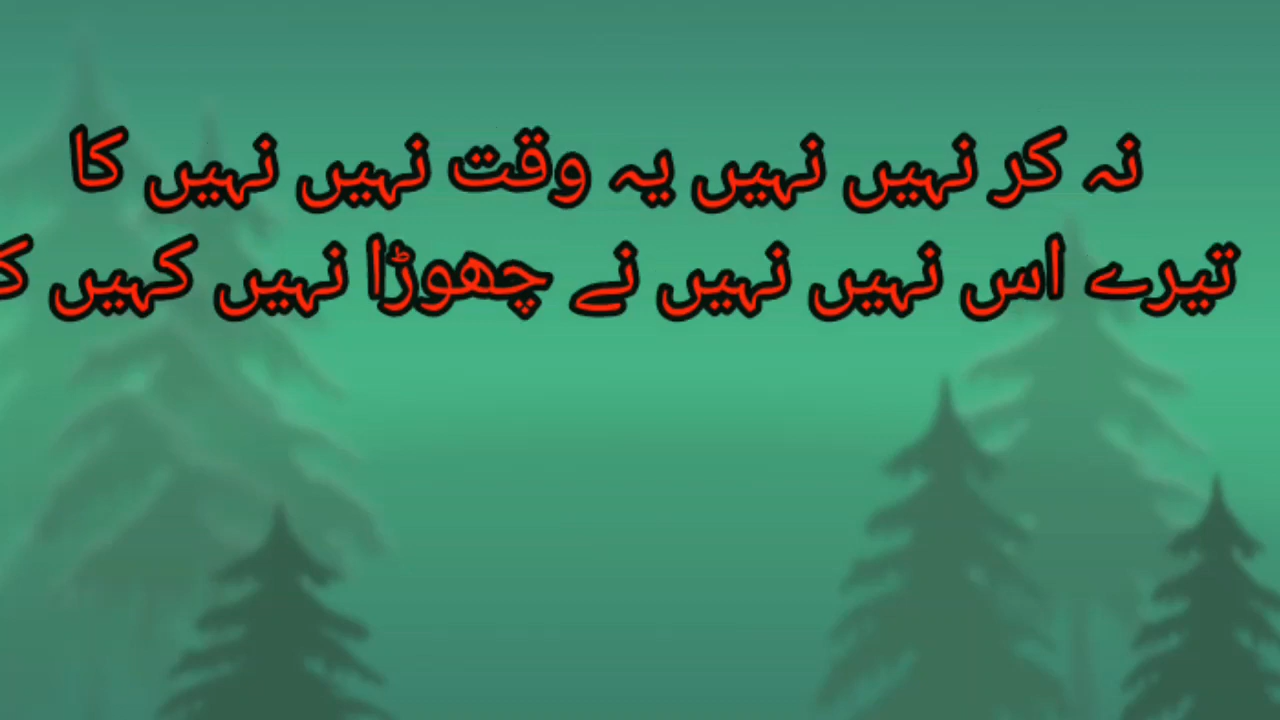 نہ کر نہیں نہیں یہ وقت نہیں نہیں کا
تیرے اس نہیں نہیں نے چھوڑا نہیں کہیں